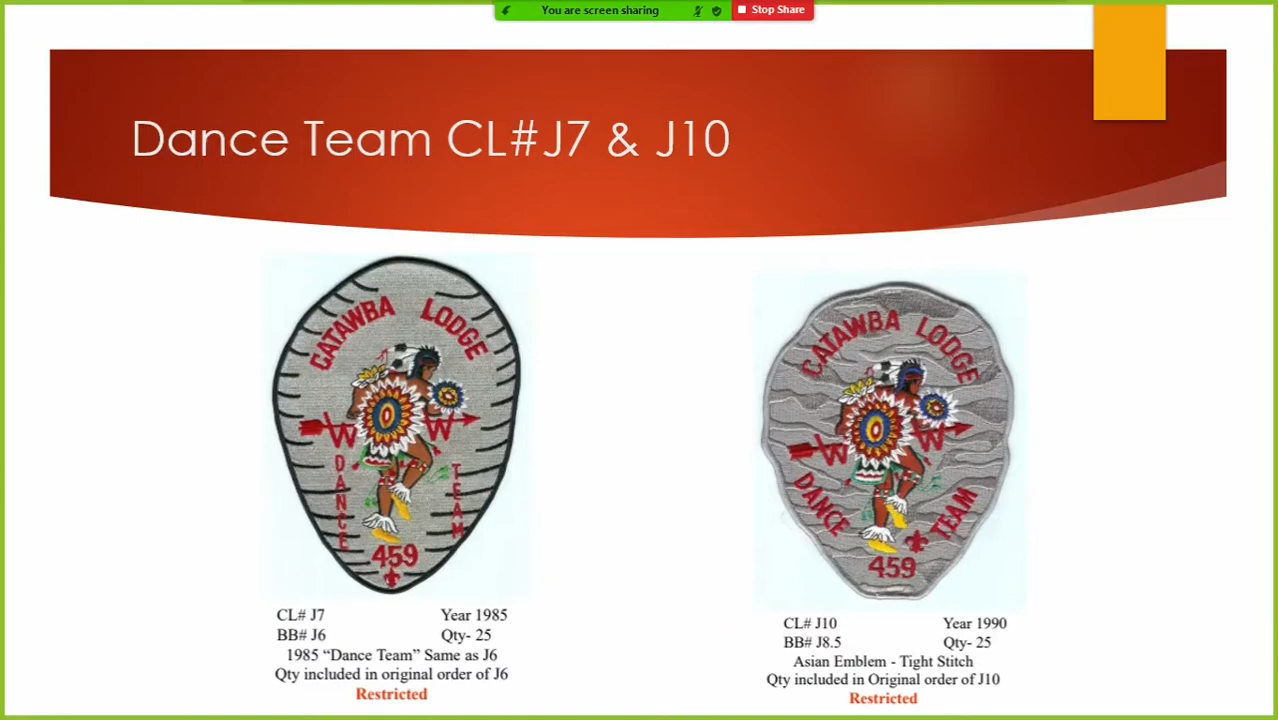 You are screen sharing
Stop Share
Dance Team CL#J7 & J10
CATAWBA LODGE
W W
DANCE TEAM
459
CL# J7 Year 1985
BB# J6 Qty- 25
1985 “Dance Team” Same as J6
Qty included in original order of J6
Restricted
CATAWBA LODGE
W W
DANCE TEAM
459
CL# J10 Year 1990
BB# J8.5 Qty- 25
Asian Emblem - Tight Stitch
Qty included in Original order of J10
Restricted